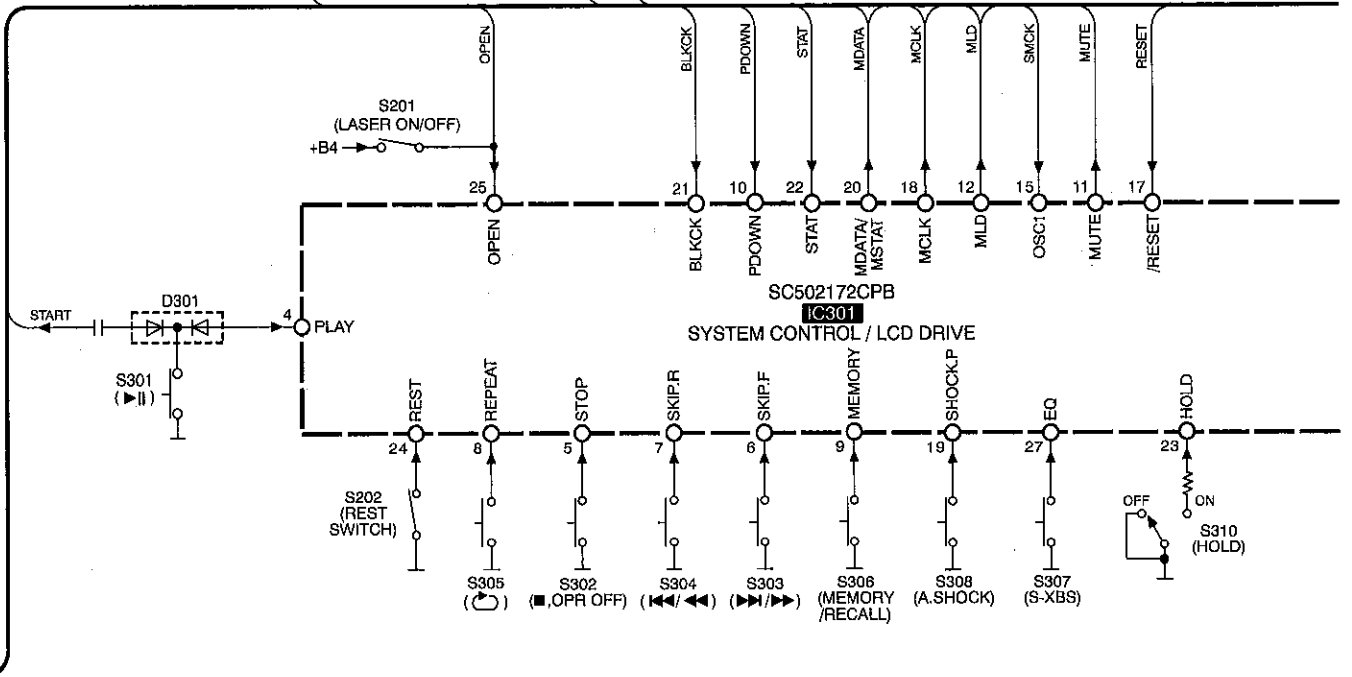 OPEN
BLKCK
PDOWN
STAT
MDATA
MCLK
MLD
SMCK
MUTE
RESET
S201
(LASER ON/OFF)
+B4
25
21
10
22
20
18
12
15
11
17
OPEN
BLKCK
PDOWN
STAT
MDATA/
MSTAT
MCLK
MLD
OSC1
MUTE
/RESET
SC502172CPB
IC301
SYSTEM CONTROL / LCD DRIVE
START
D301
4
PLAY
S301
(▶||)
REST
REPEAT
STOP
SKIP.R
SKIP.F
MEMORY
SHOCK.P
EQ
HOLD
24
8
5
7
6
9
19
27
23
S202
(REST
SWITCH)
OFF
ON
S310
(HOLD)
S305
S302
(■,OPR OFF)
S304
(|◀◀/◀◀)
S303
(▶▶|/▶▶)
S306
(MEMORY
/RECALL)
S308
(A.SHOCK)
S307
(S-XBS)